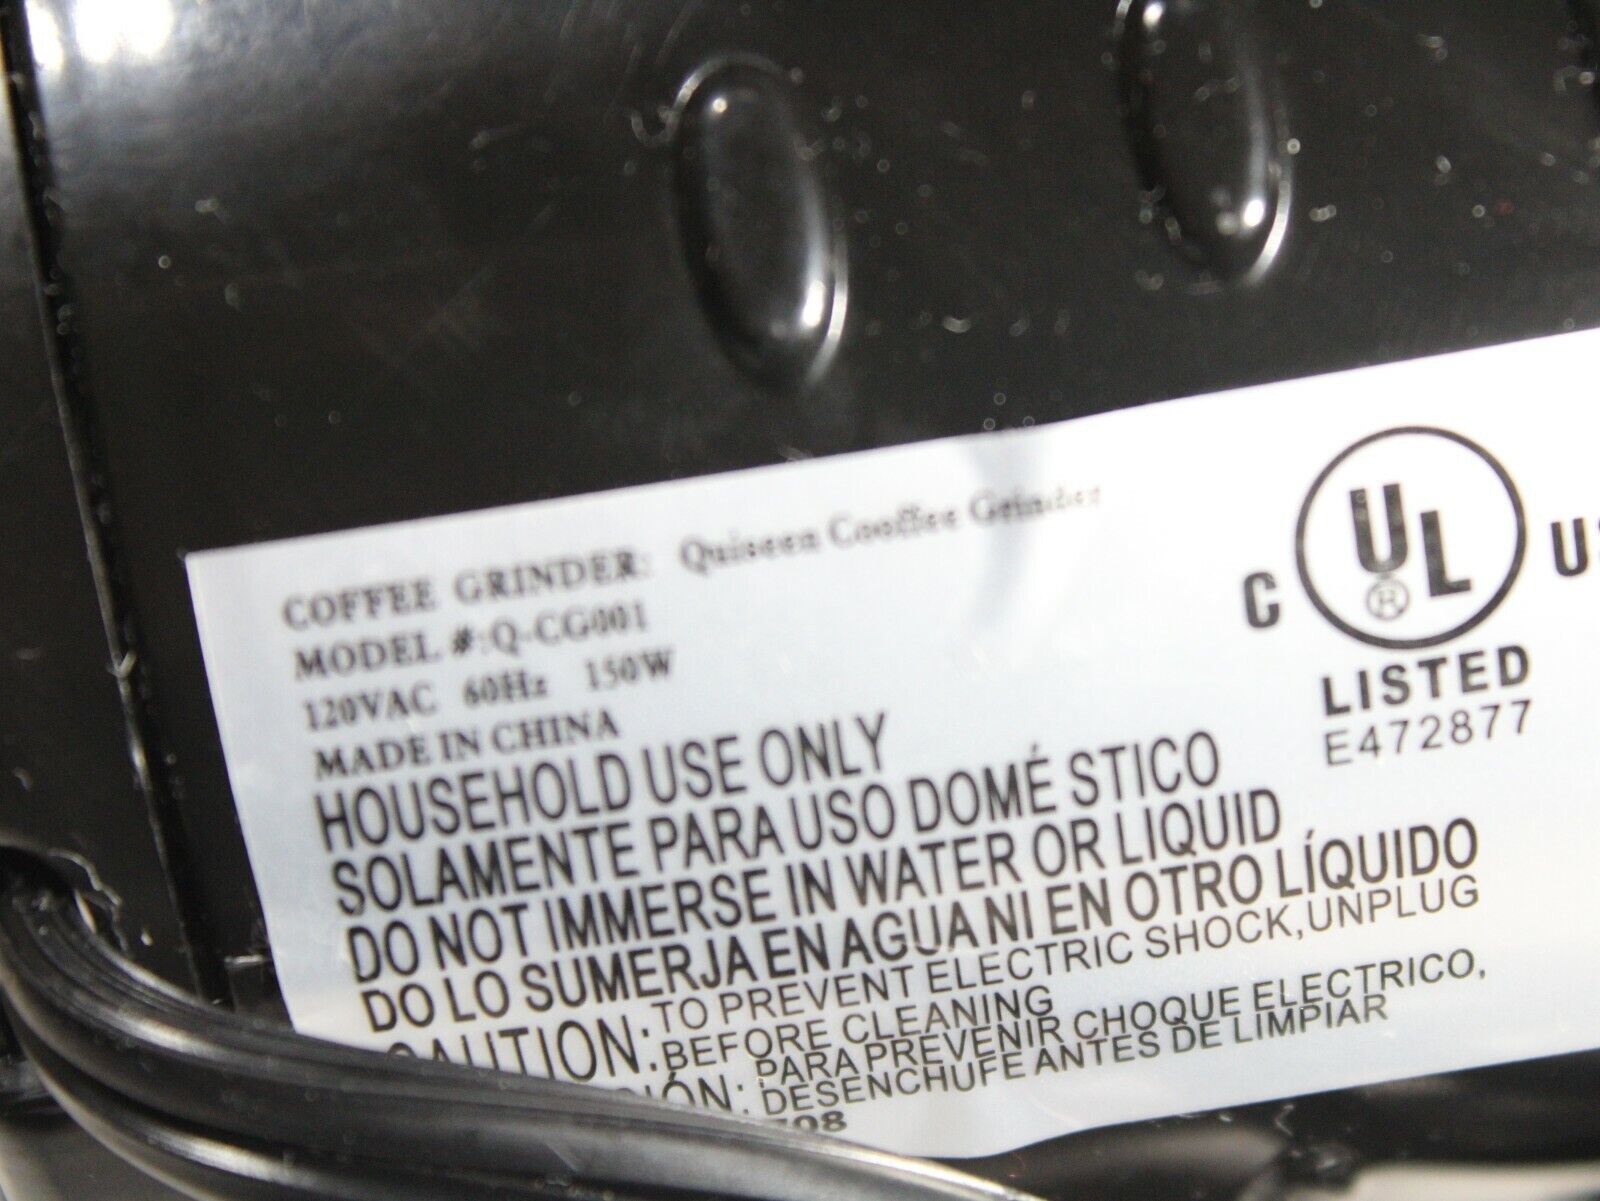 COFFEE GRINDER: Quiseen Cooffee Grinder
MODEL #:Q-CG001
120VAC 60Hz 150W
MADE IN CHINA
HOUSEHOLD USE ONLY
SOLAMENTE PARA USO DOMÉ STICO
DO NOT IMMERSE IN WATER OR LIQUID
DO LO SUMERJA EN AGUA NI EN OTRO LÍQUIDO
CAUTION: TO PREVENT ELECTRIC SHOCK, UNPLUG
BEFORE CLEANING
PARA PREVENIR CHOQUE ELECTRICO,
DESENCHUFE ANTES DE LIMPIAR
C UL ® US
LISTED
E472877